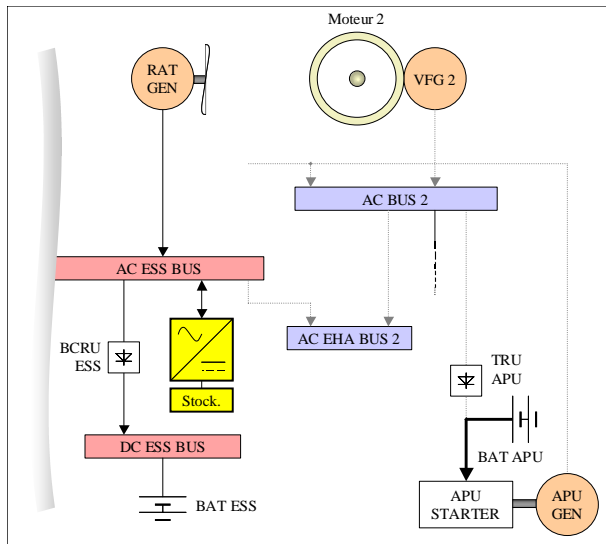 Moteur 2
RAT
GEN
VFG 2
AC BUS 2
AC ESS BUS
BCRU
ESS
AC EHA BUS 2
TRU
APU
Stock.
BAT APU
DC ESS BUS
BAT ESS
APU
STARTER
APU
GEN